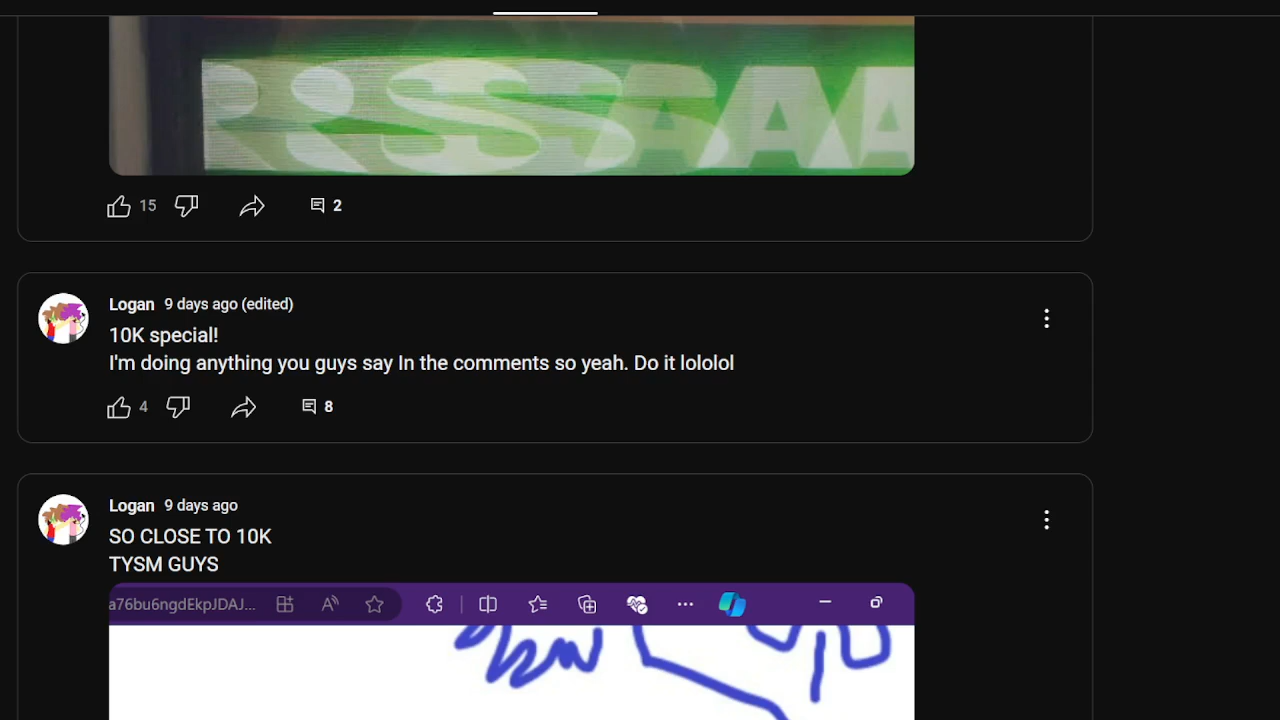 RSAAA
15
2
Logan 9 days ago (edited)
10K special!
I'm doing anything you guys say In the comments so yeah. Do it lololol
4
8
Logan 9 days ago
SO CLOSE TO 10K
TYSM GUYS
a76bu6ngdEkpJDAJ...